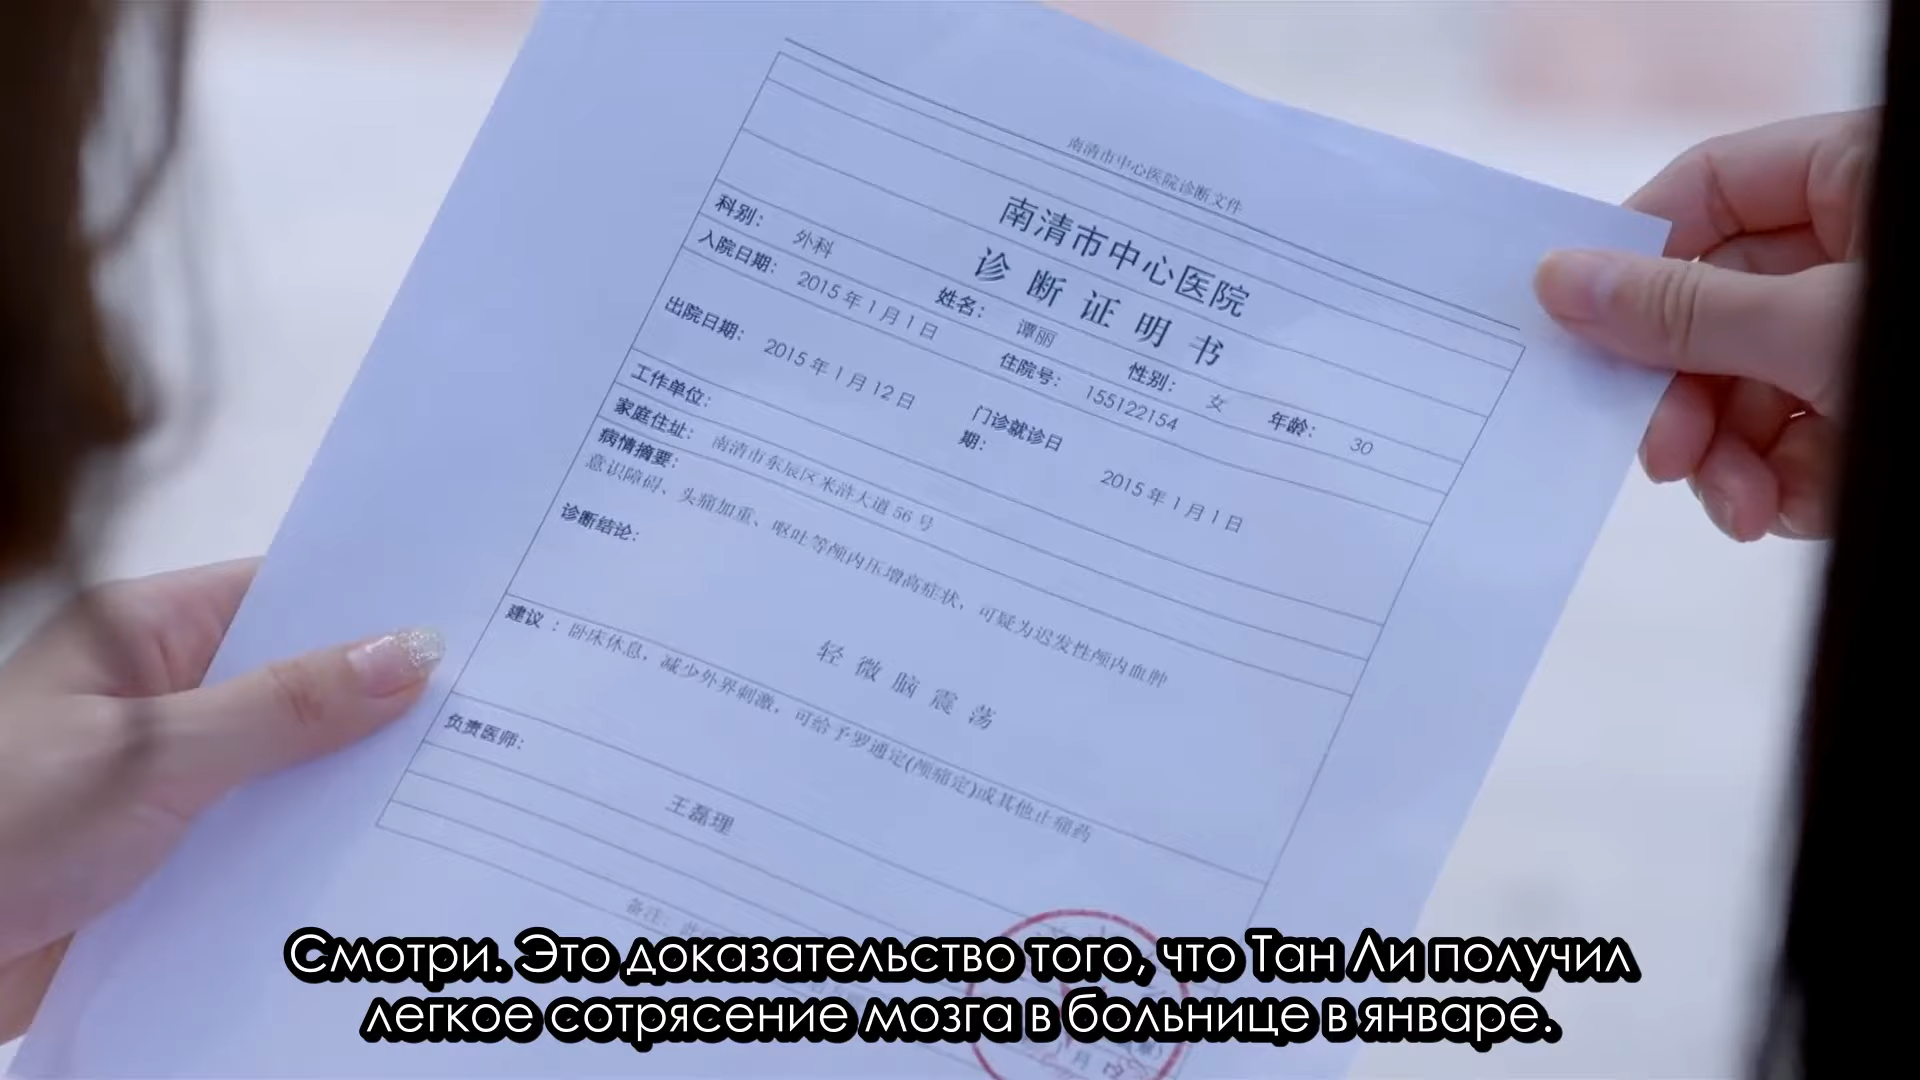 南清市中心医院诊断文件
南清市中心医院
诊断证明书
科别： 外科 姓名： 谭丽 性别： 女 年龄： 30
入院日期： 2015年1月1日 住院号： 155122154
出院日期： 2015年1月12日 门诊就诊日期： 2015年1月1日
工作单位：
家庭住址： 南清市东辰区米浒大道56号
病情摘要：
意识障碍、头痛加重、呕吐等颅内压增高症状，可疑为迟发性颅内血肿
诊断结论：
轻微脑震荡
建议：卧床休息，减少外界刺激，可给予罗通定(颅痛定)或其他止痛药
负责医师：
王磊理
备注：
Смотри. Это доказательство того, что Тан Ли получил
легкое сотрясение мозга в больнице в январе.